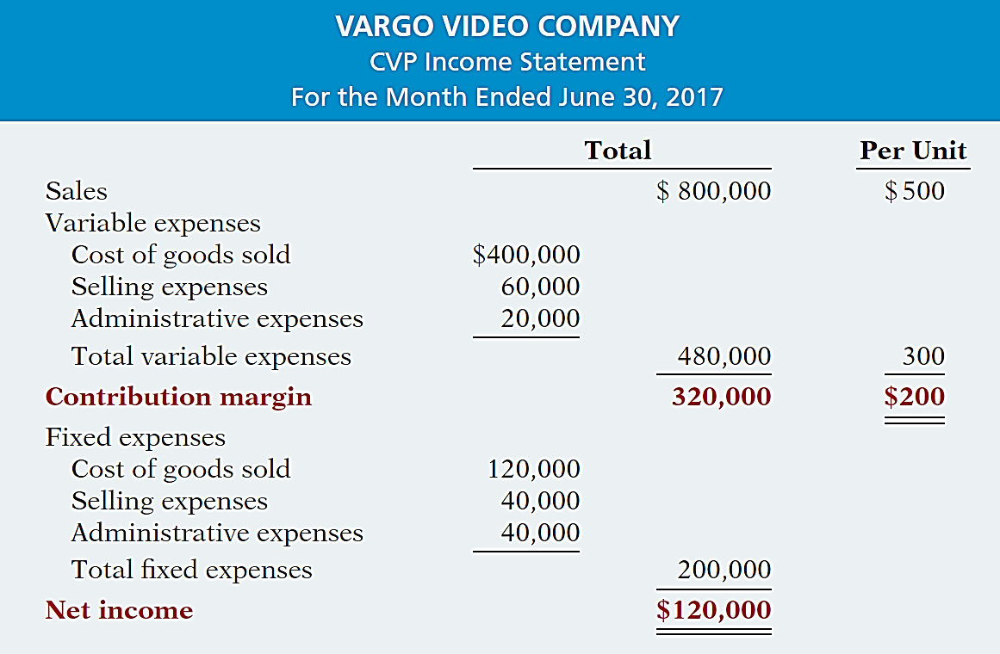 VARGO VIDEO COMPANY
CVP Income Statement
For the Month Ended June 30, 2017
Total Per Unit
Sales $ 800,000 $500
Variable expenses
Cost of goods sold $400,000
Selling expenses 60,000
Administrative expenses 20,000
Total variable expenses 480,000 300
Contribution margin 320,000 $200
Fixed expenses
Cost of goods sold 120,000
Selling expenses 40,000
Administrative expenses 40,000
Total fixed expenses 200,000
Net income $120,000